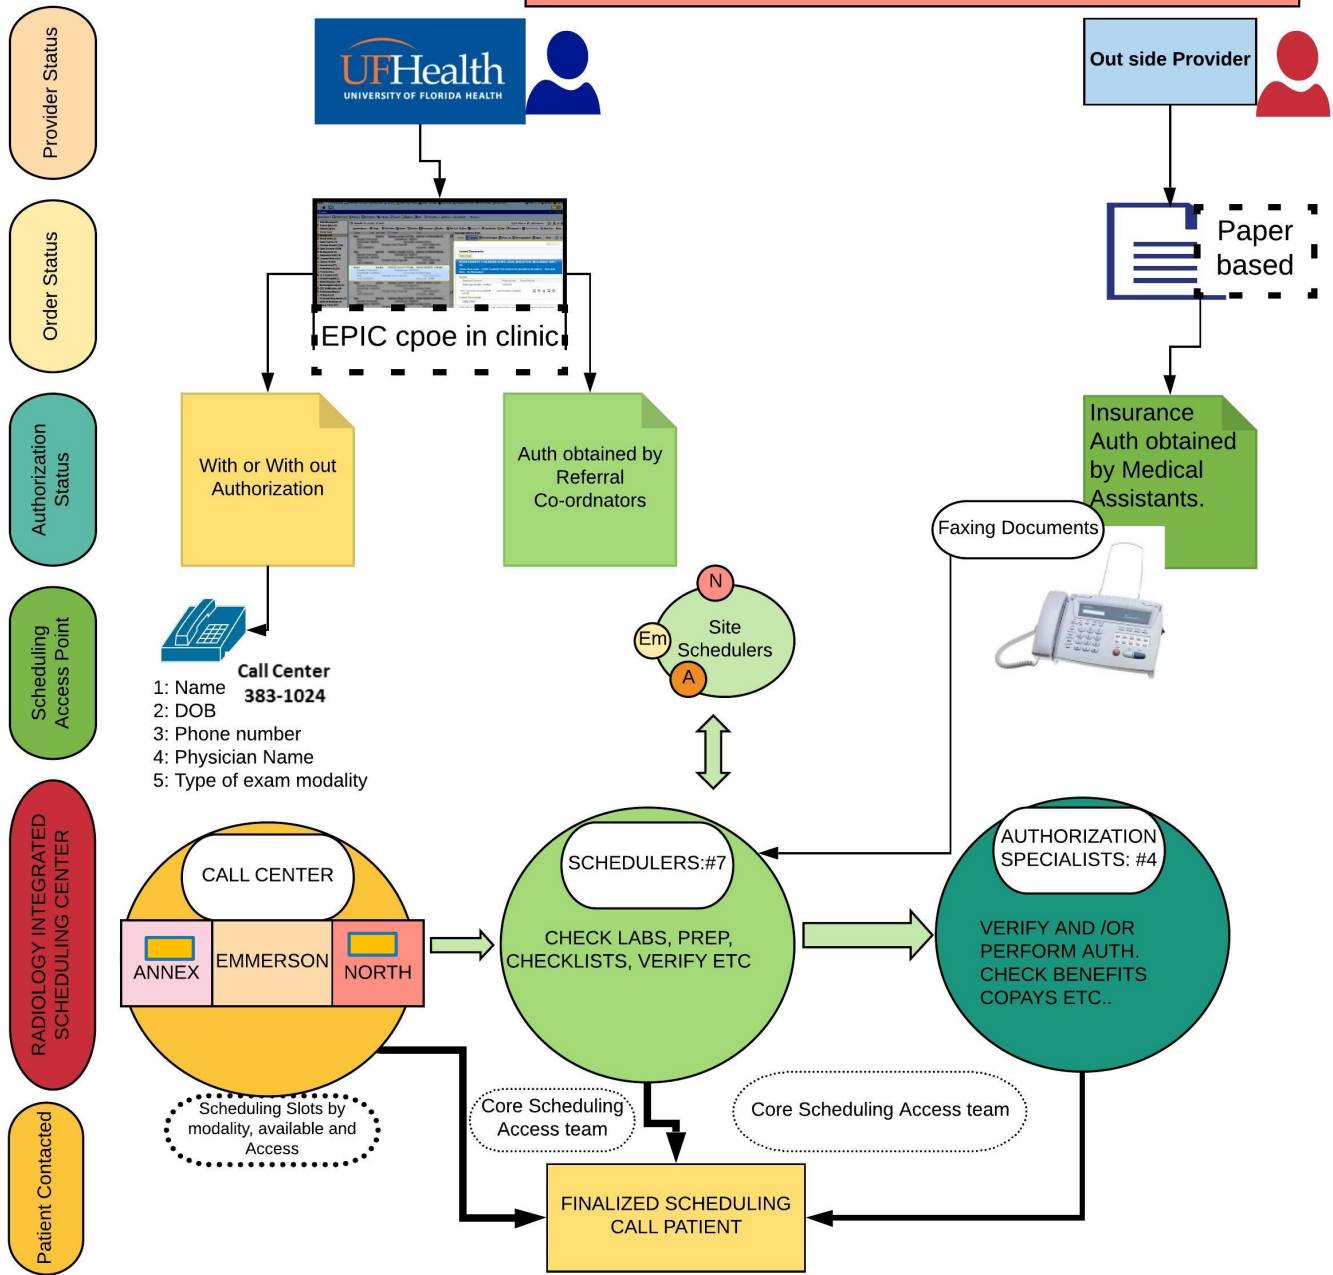 Provider Status
UFHealth
UNIVERSITY OF FLORIDA HEALTH
Out side Provider
Order Status
EPIC cpoe in clinic
Paper
based
Authorization
Status
With or With out
Authorization
Auth obtained by
Referral
Co-ordnators
Insurance
Auth obtained
by Medical
Assistants.
Faxing Documents
Scheduling
Access Point
Call Center
383-1024
1: Name
2: DOB
3: Phone number
4: Physician Name
5: Type of exam modality
N
Em
A
Site
Schedulers
RADIOLOGY INTEGRATED
SCHEDULING CENTER
CALL CENTER
ANNEX
EMMERSON
NORTH
SCHEDULERS:#7
CHECK LABS, PREP,
CHECKLISTS, VERIFY ETC
AUTHORIZATION
SPECIALISTS: #4
VERIFY AND /OR
PERFORM AUTH.
CHECK BENEFITS
COPAYS ETC..
Patient Contacted
Scheduling Slots by
modality, available and
Access
Core Scheduling
Access team
Core Scheduling Access team
FINALIZED SCHEDULING
CALL PATIENT